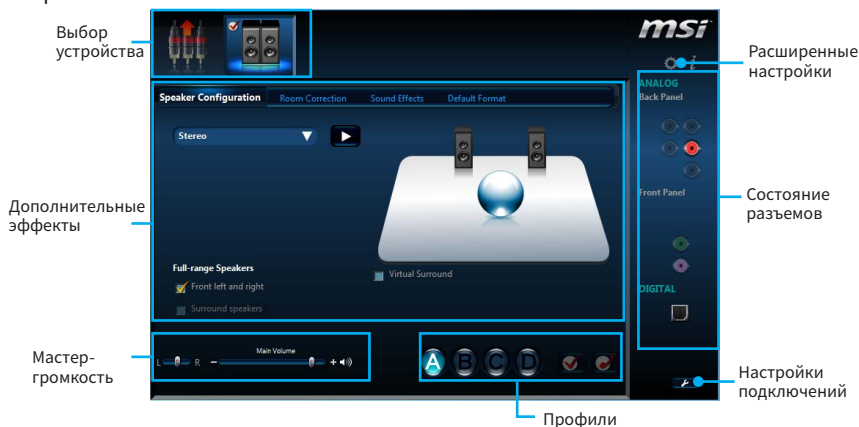 Выбор
устройства
msi
Расширенные
настройки
ANALOG
Back Panel
Speaker Configuration
Room Correction
Sound Effects
Default Format
Stereo
Front Panel
Состояние
разъемов
Дополнительные
эффекты
Full-range Speakers
Front left and right
Surround speakers
Virtual Surround
DIGITAL
Мастер-
громкость
Main Volume
L R - +
A B C D
Настройки
подключений
Профили